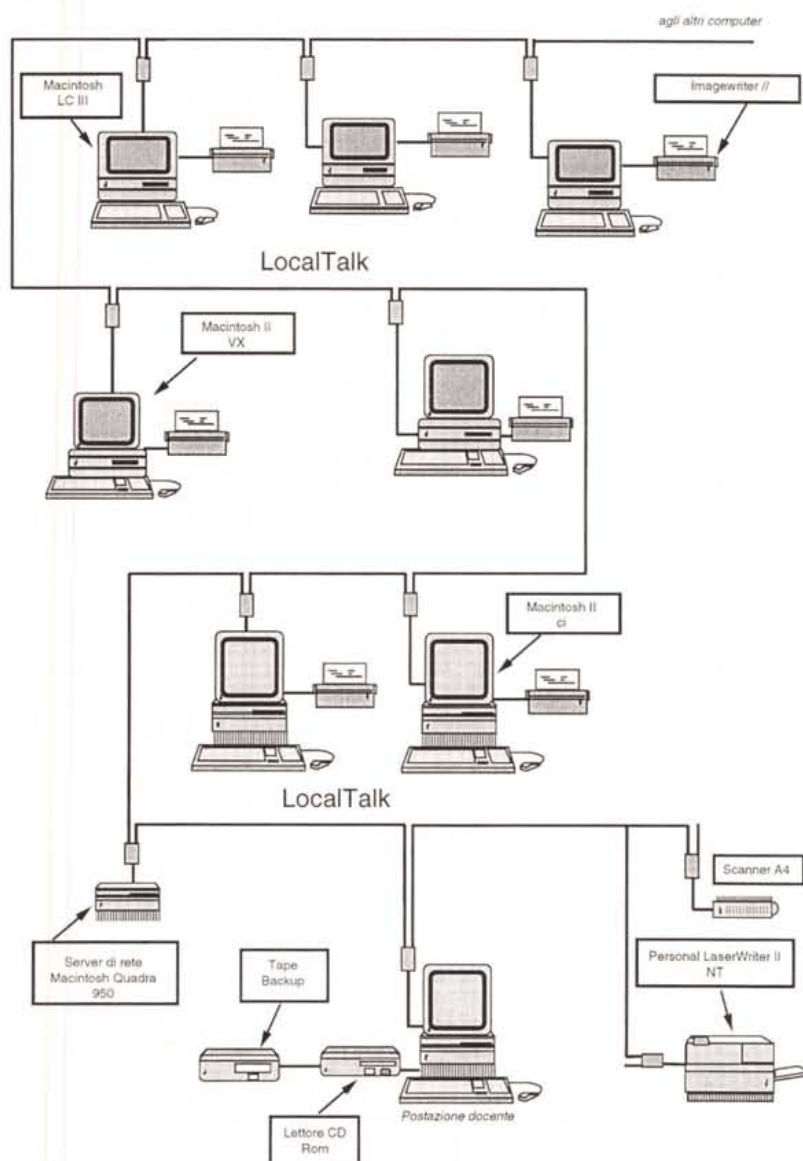 agli altri computer
Macintosh
LC III
Imagewriter //
LocalTalk
Macintosh II
VX
Macintosh II
ci
LocalTalk
Scanner A4
Server di rete
Macintosh Quadra
950
Tape
Backup
Personal LaserWriter II
NT
Postazione docente
Lettore CD
Rom